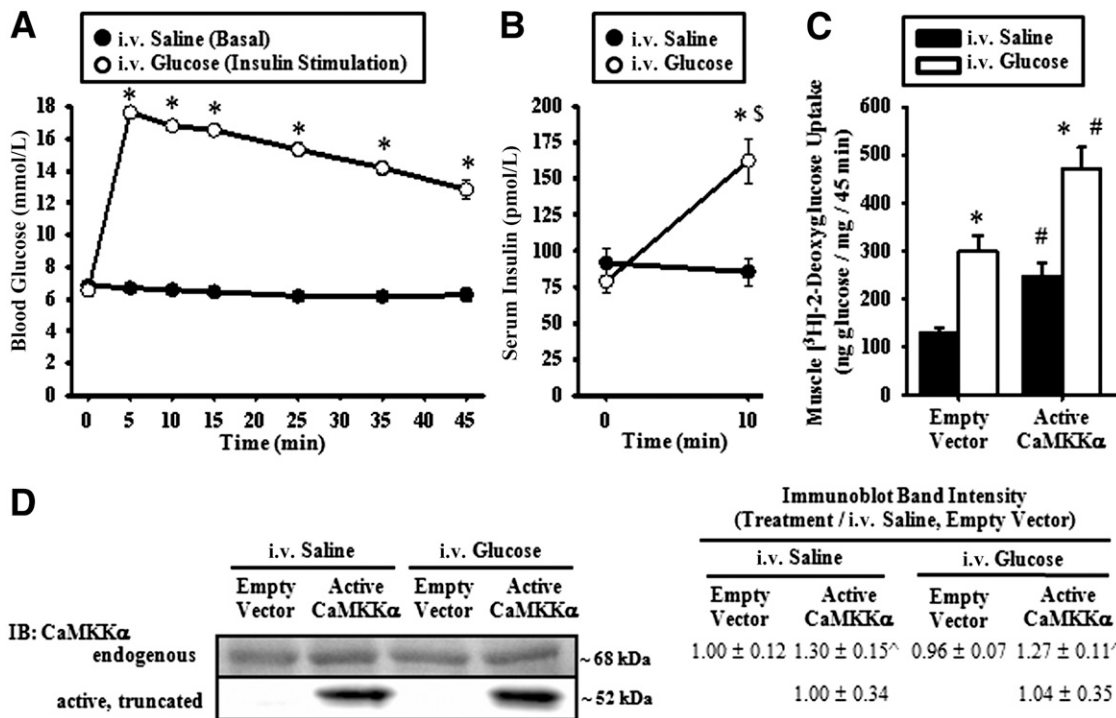 A
i.v. Saline (Basal)
i.v. Glucose (Insulin Stimulation)
Blood Glucose (mmol/L)
18
16
14
12
10
8
6
4
2
0
* * * * * *
0 5 10 15 20 25 30 35 40 45
Time (min)
B
i.v. Saline
i.v. Glucose
Serum Insulin (pmol/L)
200
175
150
125
100
75
50
25
0
* $
0 10
Time (min)
C
i.v. Saline
i.v. Glucose
Muscle [³H]-2-Deoxyglucose Uptake
(ng glucose / mg / 45 min)
600
500
400
300
200
100
0
* #
*
#
Empty Active
Vector CaMKKα
D
Immunoblot Band Intensity
(Treatment / i.v. Saline, Empty Vector)
i.v. Saline i.v. Glucose
i.v. Saline i.v. Glucose
Empty Active Empty Active
Vector CaMKKα Vector CaMKKα
Empty Active Empty Active
Vector CaMKKα Vector CaMKKα
IB: CaMKKα
endogenous ~ 68 kDa 1.00 ± 0.12 1.30 ± 0.15^ 0.96 ± 0.07 1.27 ± 0.11^
active, truncated ~ 52 kDa 1.00 ± 0.34 1.04 ± 0.35